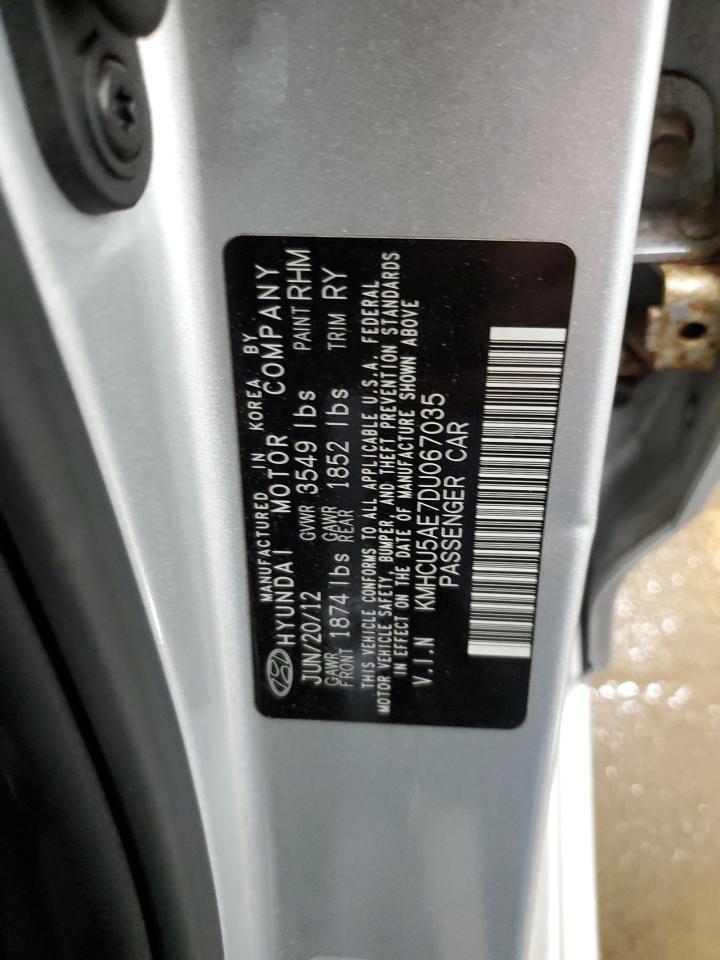 MANUFACTURED IN KOREA BY
HYUNDAI MOTOR COMPANY
JUN/20/12 GVWR 3549 lbs PAINT RHM
GAWR FRONT 1874 lbs GAWR REAR 1852 lbs TRIM RY
THIS VEHICLE CONFORMS TO ALL APPLICABLE U.S.A. FEDERAL
MOTOR VEHICLE SAFETY, BUMPER, AND THEFT PREVENTION STANDARDS
IN EFFECT ON THE DATE OF MANUFACTURE SHOWN ABOVE
V.I.N KMHCU5AE7DU067035
PASSENGER CAR